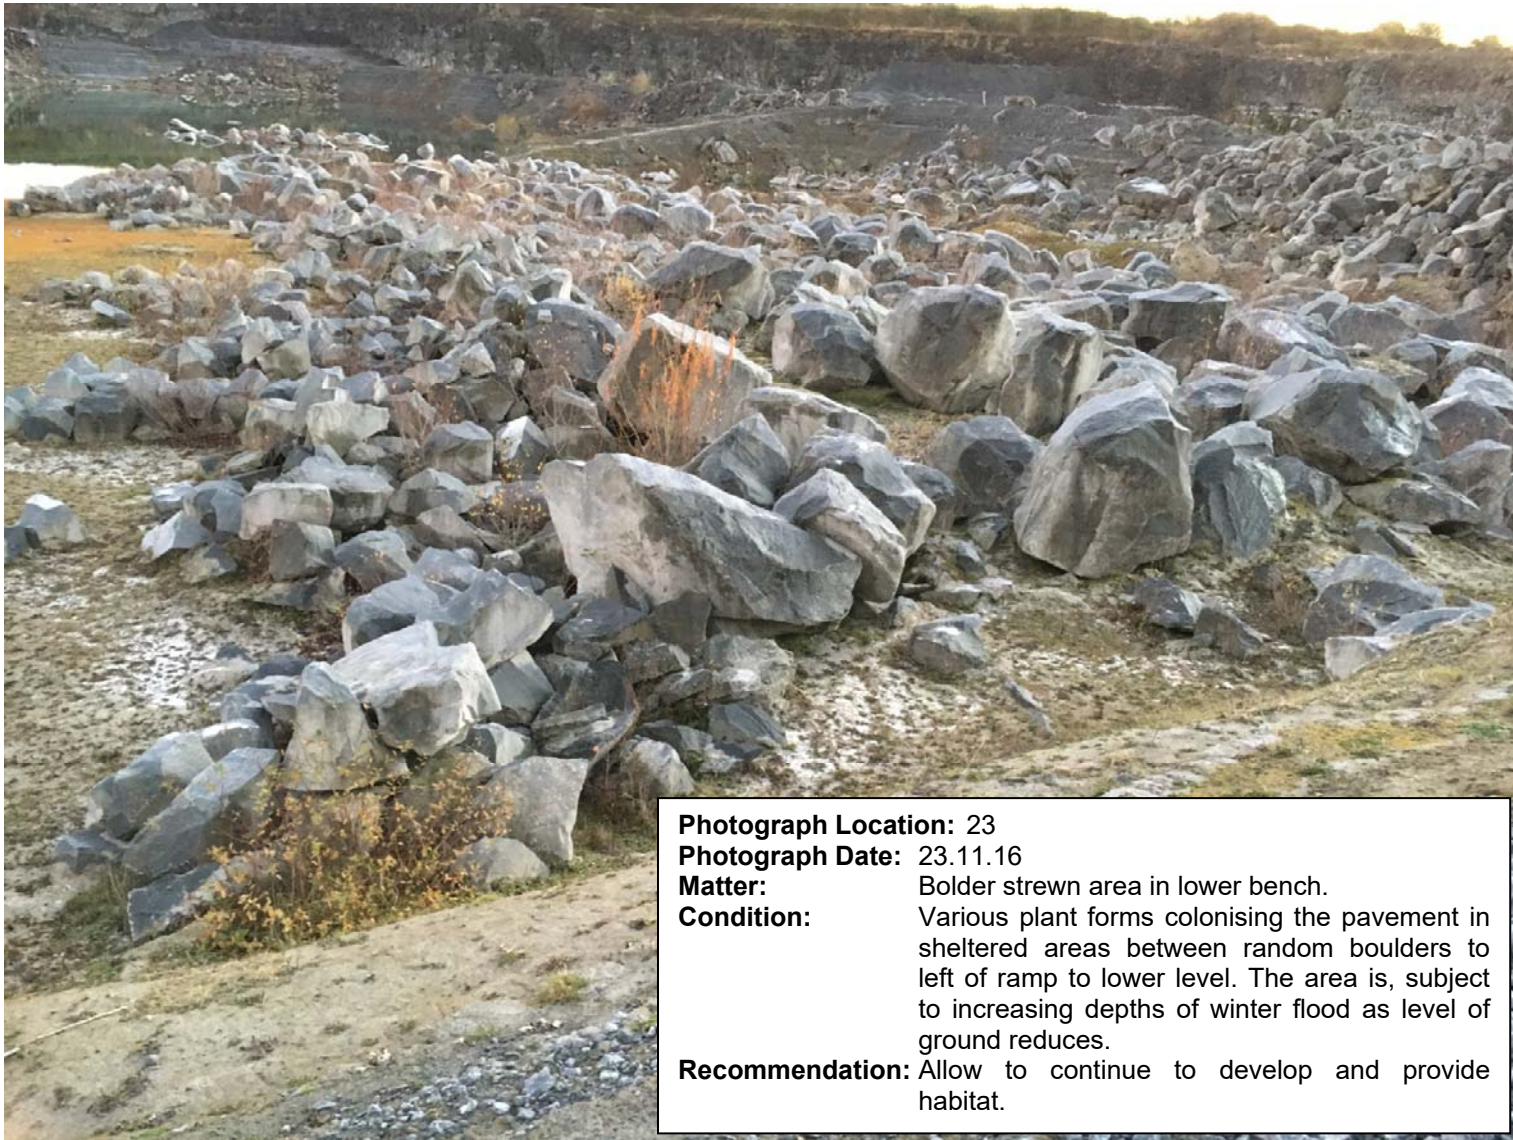 Photograph Location: 23
Photograph Date: 23.11.16
Matter: Bolder strewn area in lower bench.
Condition: Various plant forms colonising the pavement in
sheltered areas between random boulders to
left of ramp to lower level. The area is, subject
to increasing depths of winter flood as level of
ground reduces.
Recommendation: Allow to continue to develop and provide
habitat.